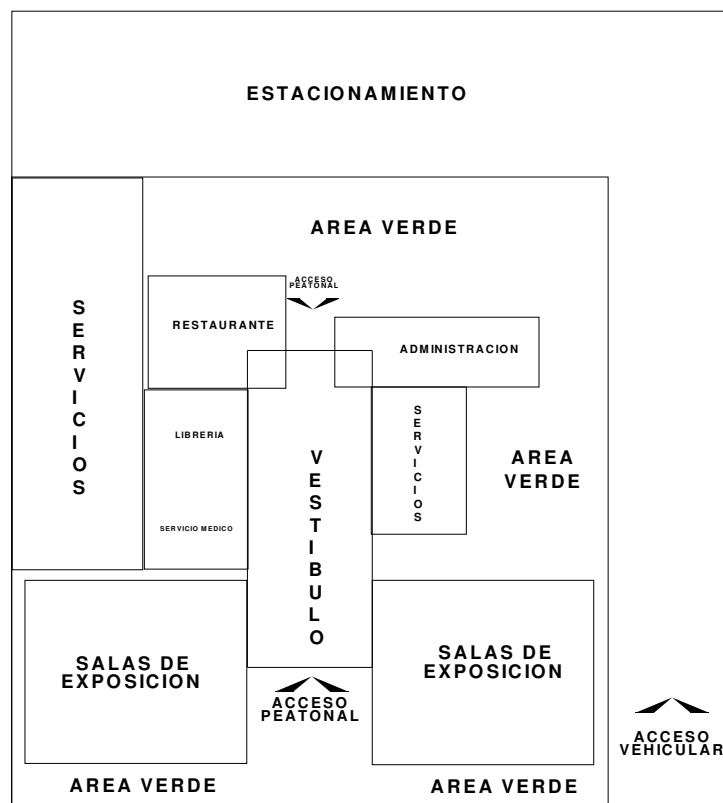 ESTACIONAMIENTO
AREA VERDE
ACCESO
PEATONAL
RESTAURANTE
ADMINISTRACION
SERVICIOS
LIBRERIA
SERVICIO MEDICO
VESTIBULO
SERVICIOS
AREA
VERDE
SALAS DE
EXPOSICION
SALAS DE
EXPOSICION
ACCESO
PEATONAL
ACCESO
VEHICULAR
AREA VERDE
AREA VERDE